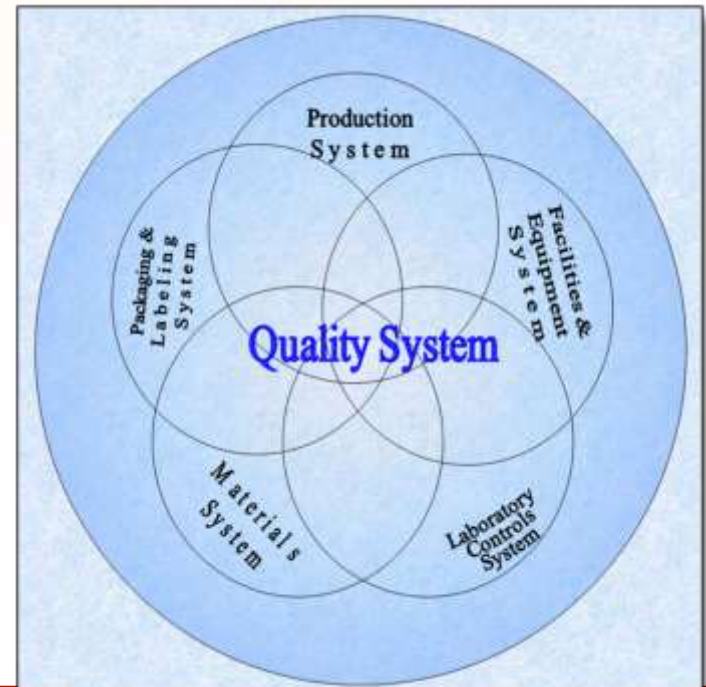 Production
System
Packaging &
Labeling
System
Facilities &
Equipment
System
Quality System
Materials
System
Laboratory
Controls
System